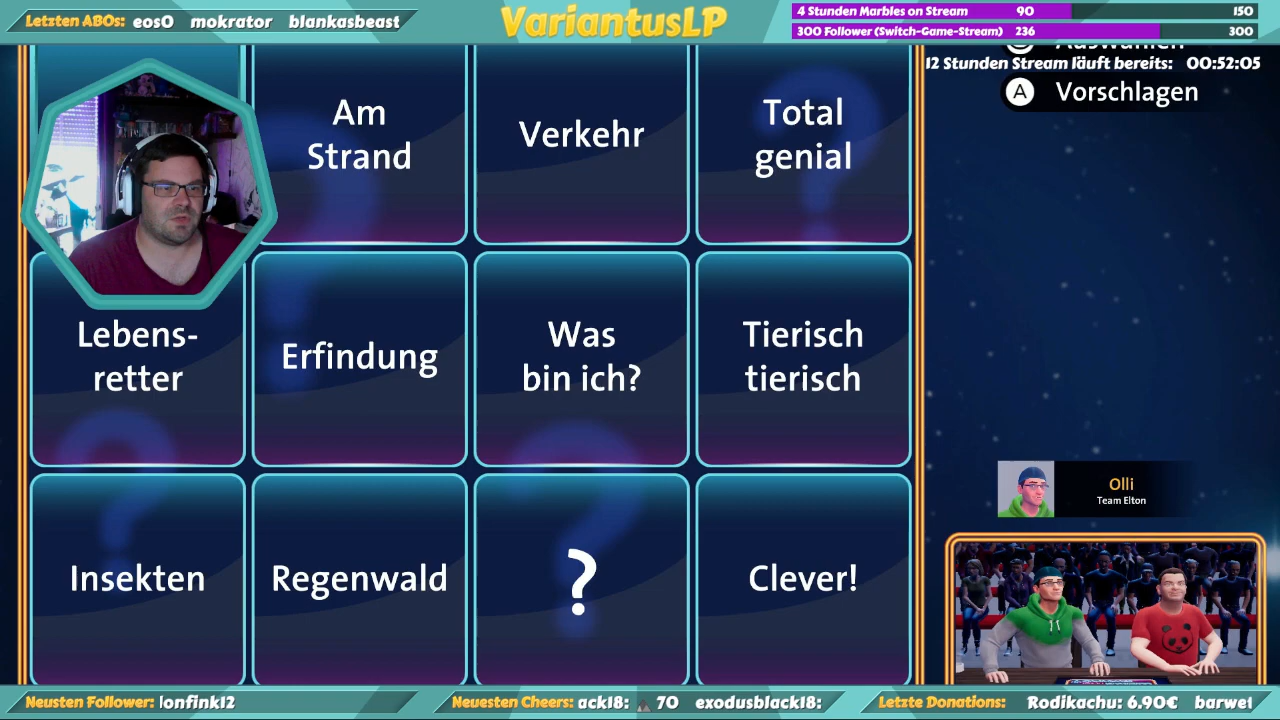 Letzten ABOs: eos0 mokrator blankasbeast
VariantusLP
4 Stunden Marbles on Stream 90 150
300 Follower (Switch-Game-Stream) 236 300
Auswählen
12 Stunden Stream läuft bereits: 00:52:05
A Vorschlagen
Am
Strand
Verkehr
Total
genial
Lebens-
retter
Erfindung
Was
bin ich?
Tierisch
tierisch
Olli
Team Elton
Insekten
Regenwald
?
Clever!
Neusten Follower: lonfink12
Neuesten Cheers: ack18: 70 exodusblack18:
Letzte Donations: Rodikachu: 6.90€ barwei